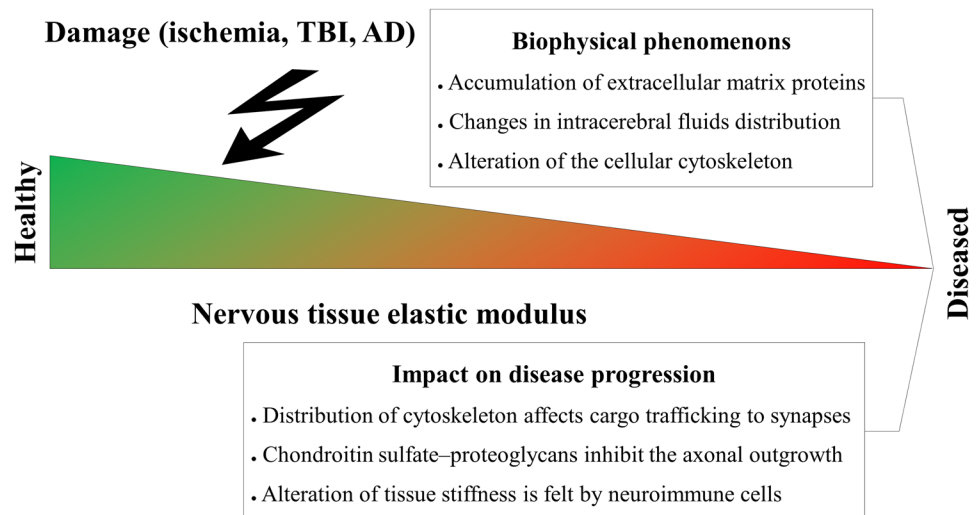 Damage (ischemia, TBI, AD)
Biophysical phenomenons
• Accumulation of extracellular matrix proteins
• Changes in intracerebral fluids distribution
• Alteration of the cellular cytoskeleton
Healthy
Diseased
Nervous tissue elastic modulus
Impact on disease progression
• Distribution of cytoskeleton affects cargo trafficking to synapses
• Chondroitin sulfate–proteoglycans inhibit the axonal outgrowth
• Alteration of tissue stiffness is felt by neuroimmune cells